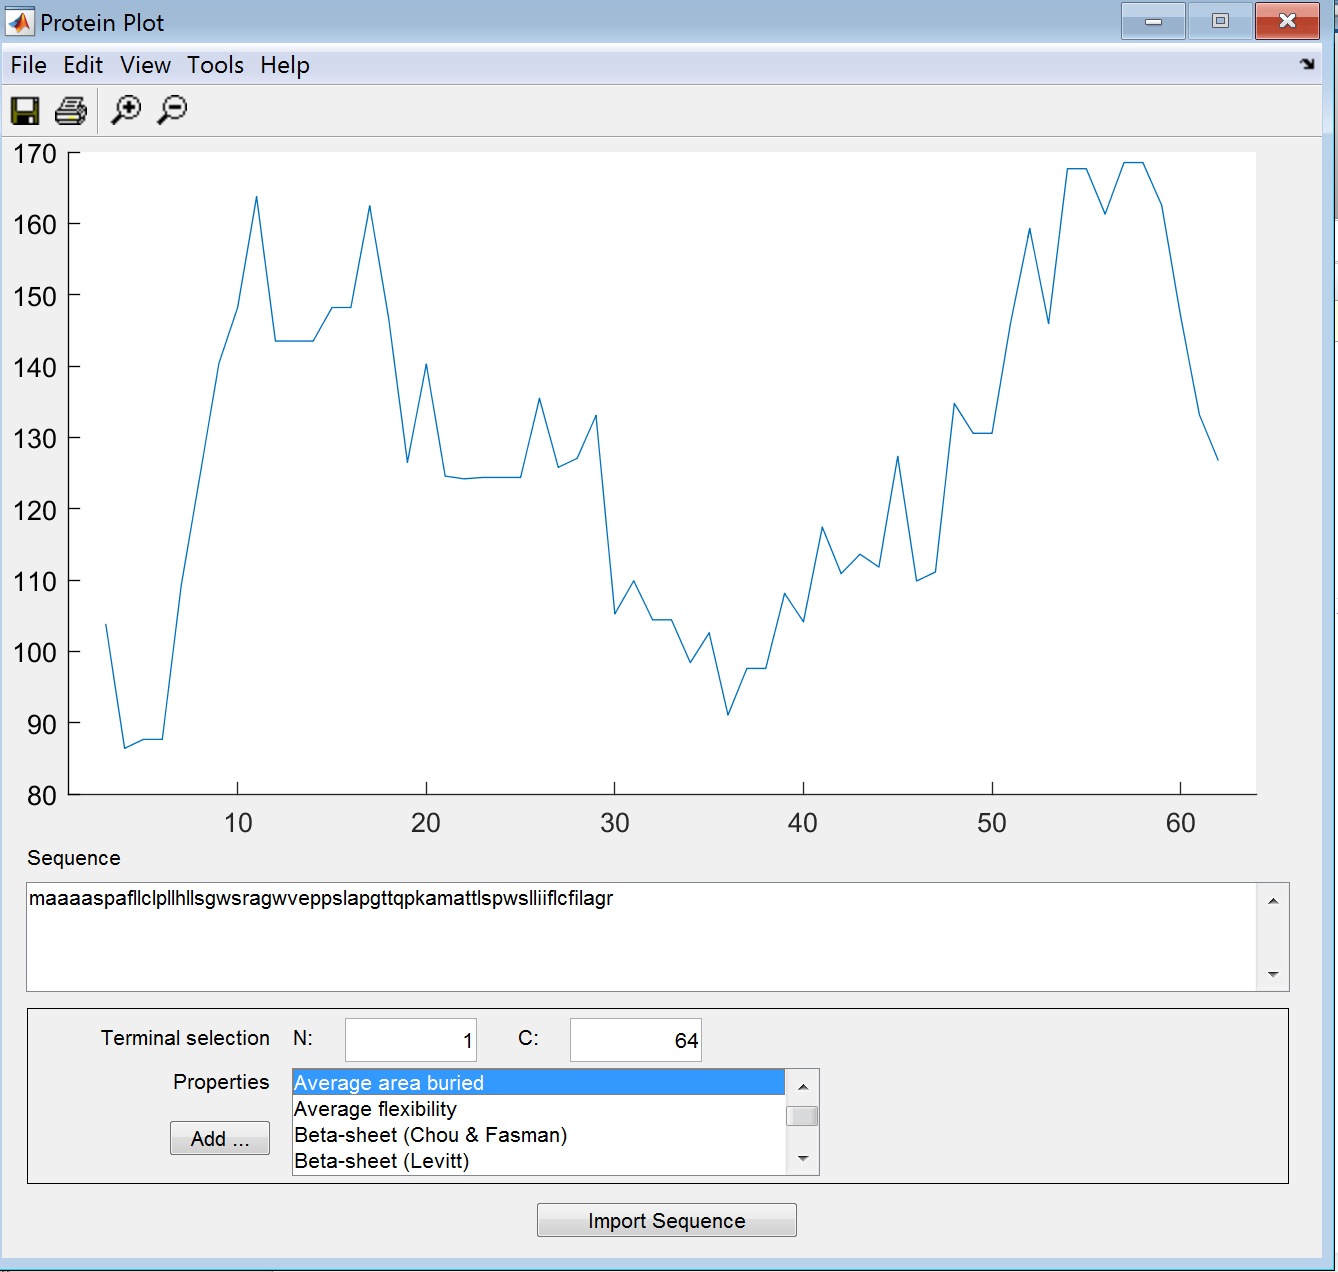 Protein Plot
File Edit View Tools Help
170
160
150
140
130
120
110
100
90
80
10 20 30 40 50 60
Sequence
maaaaspafllclpllhllsgwsragwveppslapgttqpkamattlspwslliiflcfilagr
Terminal selection N: 1 C: 64
Properties
Average area buried
Average flexibility
Add ...
Beta-sheet (Chou & Fasman)
Beta-sheet (Levitt)
Import Sequence